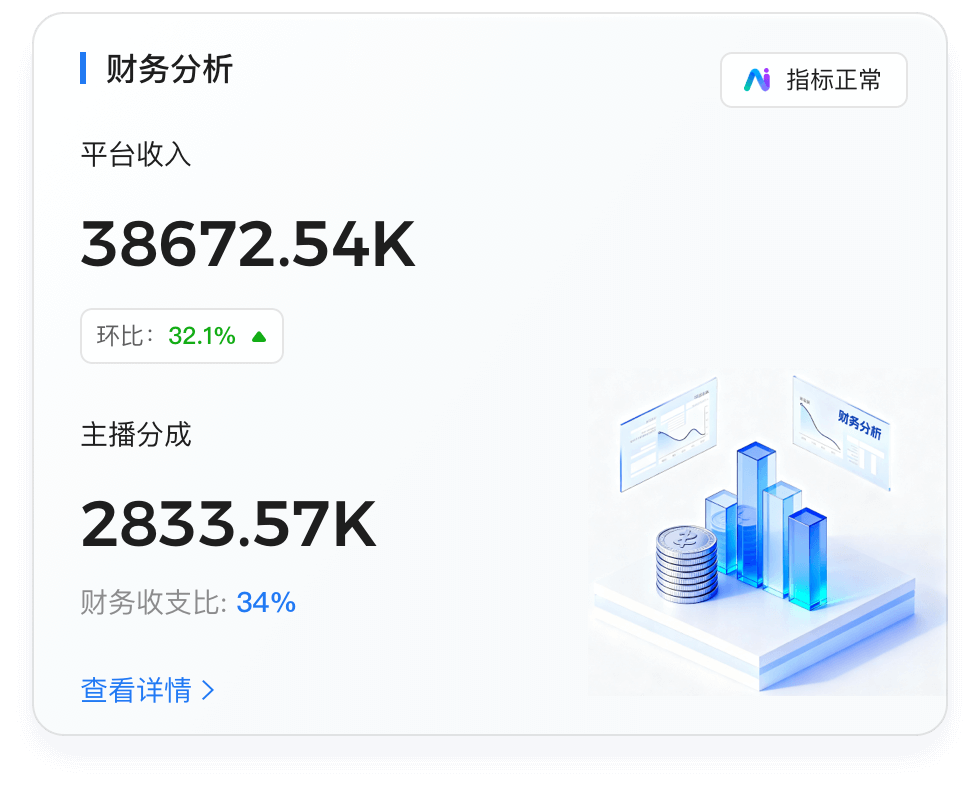 财务分析
指标正常
平台收入
38672.54K
环比: 32.1%
主播分成
2833.57K
财务收支比: 34%
查看详情
财务分析